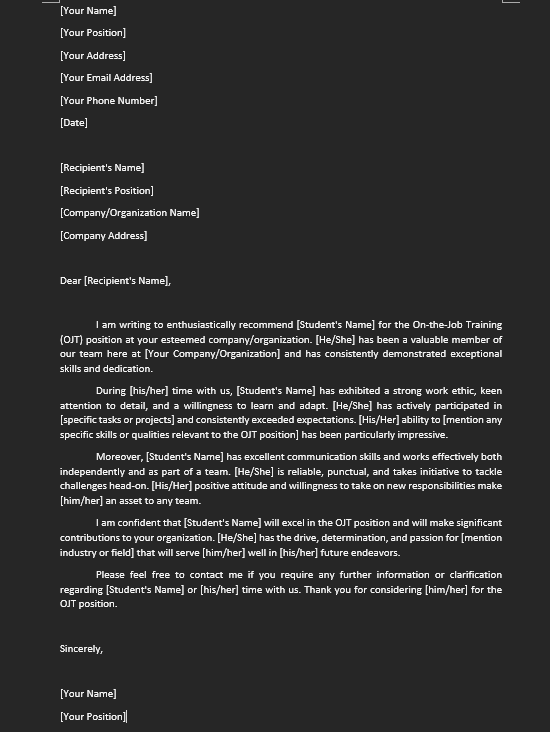 [Your Name]
[Your Position]
[Your Address]
[Your Email Address]
[Your Phone Number]
[Date]
[Recipient's Name]
[Recipient's Position]
[Company/Organization Name]
[Company Address]
Dear [Recipient's Name],
I am writing to enthusiastically recommend [Student's Name] for the On-the-Job Training
(OJT) position at your esteemed company/organization. [He/She] has been a valuable member of
our team here at [Your Company/Organization] and has consistently demonstrated exceptional
skills and dedication.
During [his/her] time with us, [Student's Name] has exhibited a strong work ethic, keen
attention to detail, and a willingness to learn and adapt. [He/She] has actively participated in
[specific tasks or projects] and consistently exceeded expectations. [His/Her] ability to [mention any
specific skills or qualities relevant to the OJT position] has been particularly impressive.
Moreover, [Student's Name] has excellent communication skills and works effectively both
independently and as part of a team. [He/She] is reliable, punctual, and takes initiative to tackle
challenges head-on. [His/Her] positive attitude and willingness to take on new responsibilities make
[him/her] an asset to any team.
I am confident that [Student's Name] will excel in the OJT position and will make significant
contributions to your organization. [He/She] has the drive, determination, and passion for [mention
industry or field] that will serve [him/her] well in [his/her] future endeavors.
Please feel free to contact me if you require any further information or clarification
regarding [Student's Name] or [his/her] time with us. Thank you for considering [him/her] for the
OJT position.
Sincerely,
[Your Name]
[Your Position]